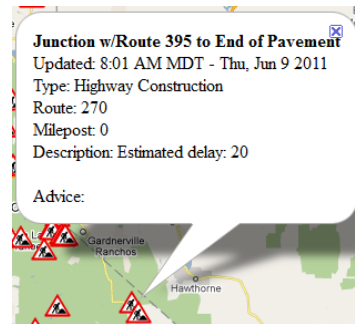 Junction w/Route 395 to End of Pavement
Updated: 8:01 AM MDT - Thu, Jun 9 2011
Type: Highway Construction
Route: 270
Milepost: 0
Description: Estimated delay: 20
Advice:
Gardnerville
Ranchos
Hawthorne